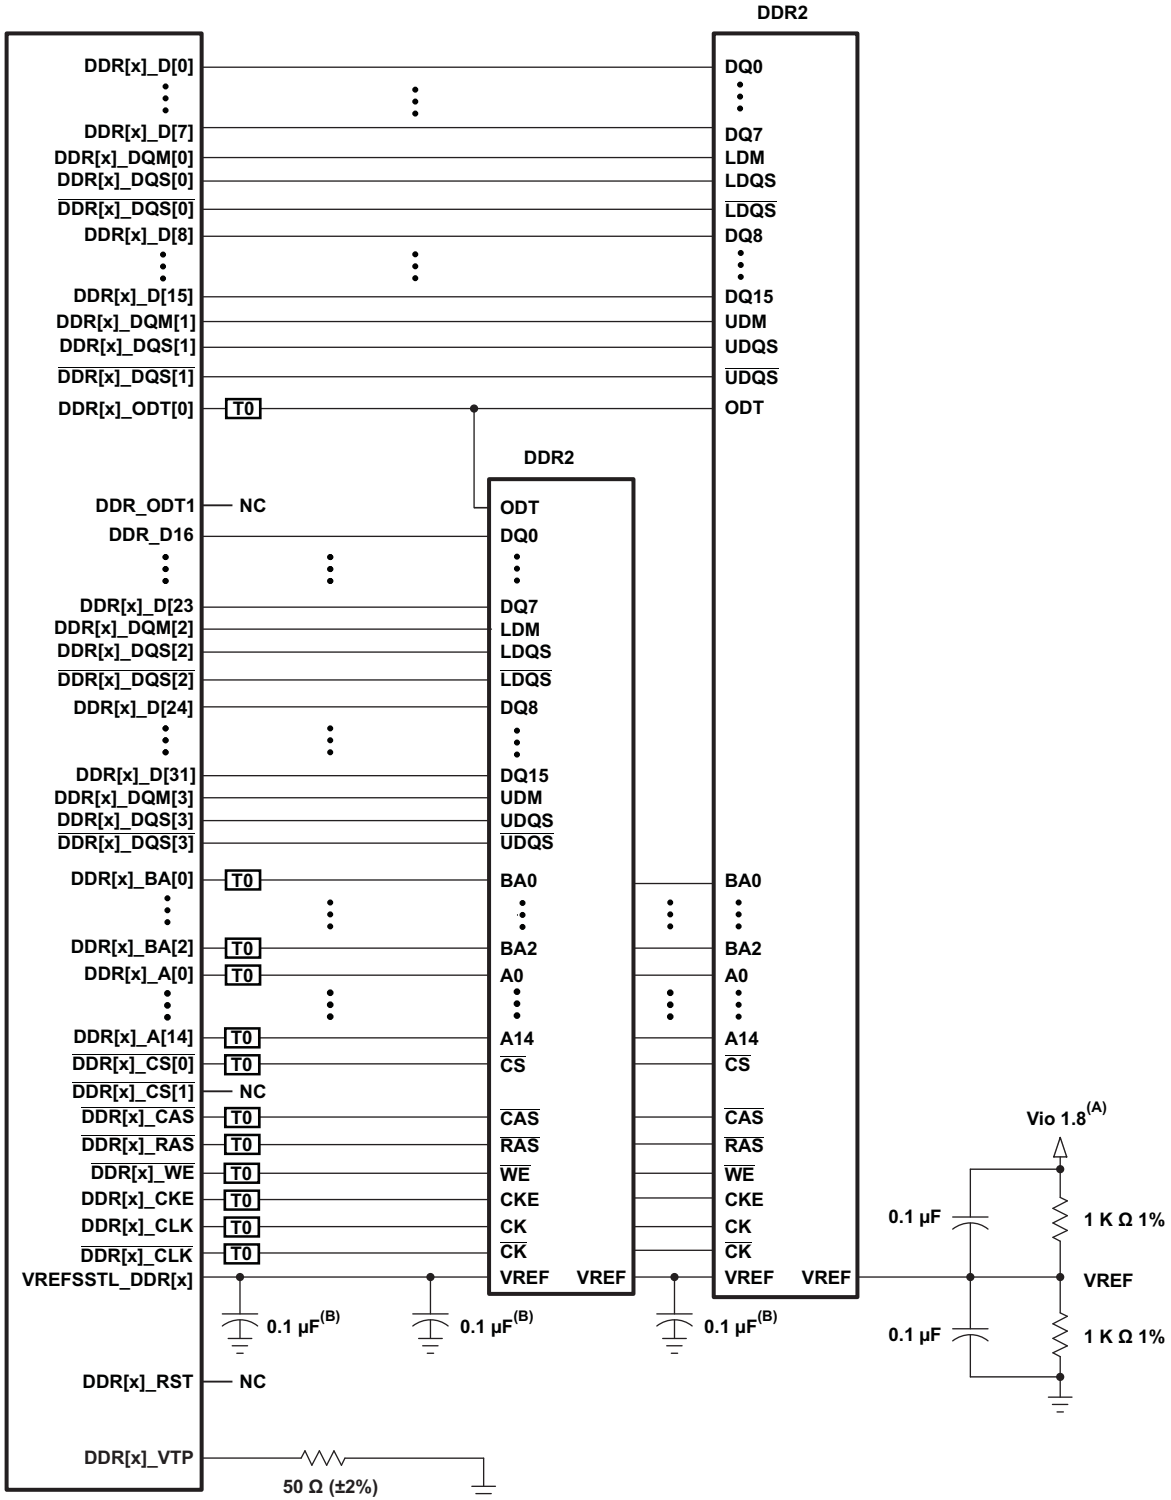 DDR2
DDR[x]_D[0] DQ0
DDR[x]_D[7] DQ7
DDR[x]_DQM[0] LDM
DDR[x]_DQS[0] LDQS
DDR[x]_DQS[0] LDQS
DDR[x]_D[8] DQ8
DDR[x]_D[15] DQ15
DDR[x]_DQM[1] UDM
DDR[x]_DQS[1] UDQS
DDR[x]_DQS[1] UDQS
DDR[x]_ODT[0] T0 ODT
DDR2
DDR_ODT1 NC ODT
DDR_D16 DQ0
DDR[x]_D[23 DQ7
DDR[x]_DQM[2] LDM
DDR[x]_DQS[2] LDQS
DDR[x]_DQS[2] LDQS
DDR[x]_D[24] DQ8
DDR[x]_D[31] DQ15
DDR[x]_DQM[3] UDM
DDR[x]_DQS[3] UDQS
DDR[x]_DQS[3] UDQS
DDR[x]_BA[0] T0 BA0 BA0
DDR[x]_BA[2] T0 BA2 BA2
DDR[x]_A[0] T0 A0 A0
DDR[x]_A[14] T0 A14 A14
DDR[x]_CS[0] T0 CS CS
DDR[x]_CS[1] NC
DDR[x]_CAS T0 CAS CAS
DDR[x]_RAS T0 RAS RAS
DDR[x]_WE T0 WE WE
DDR[x]_CKE T0 CKE CKE
DDR[x]_CLK T0 CK CK
DDR[x]_CLK T0 CK CK
VREFSSTL_DDR[x] VREF VREF VREF VREF
Vio 1.8(A)
0.1 µF 1 K Ω 1%
VREF
0.1 µF 1 K Ω 1%
0.1 µF(B) 0.1 µF(B) 0.1 µF(B)
DDR[x]_RST NC
DDR[x]_VTP
50 Ω (±2%)